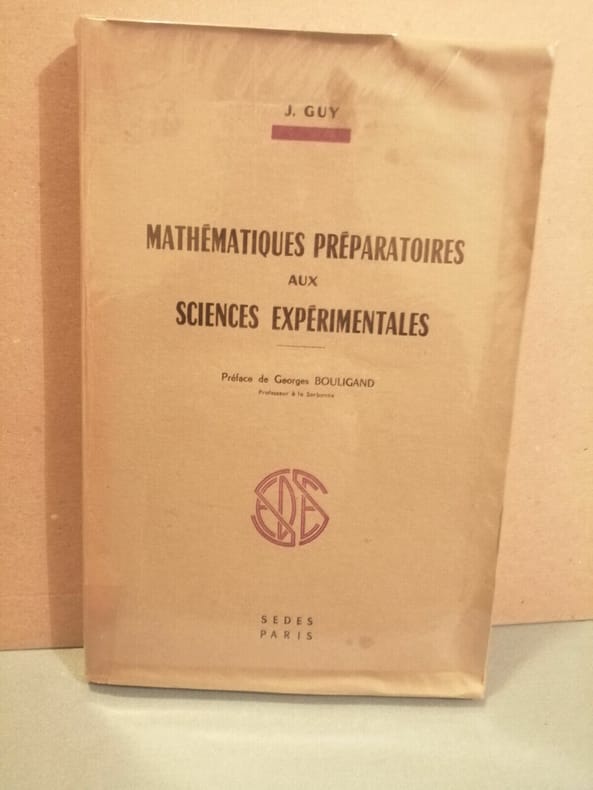 J. GUY
MATHÉMATIQUES PRÉPARATOIRES
AUX
SCIENCES EXPÉRIMENTALES
Préface de Georges BOULIGAND
Professeur à la Sorbonne
SEDES
SEDES
PARIS